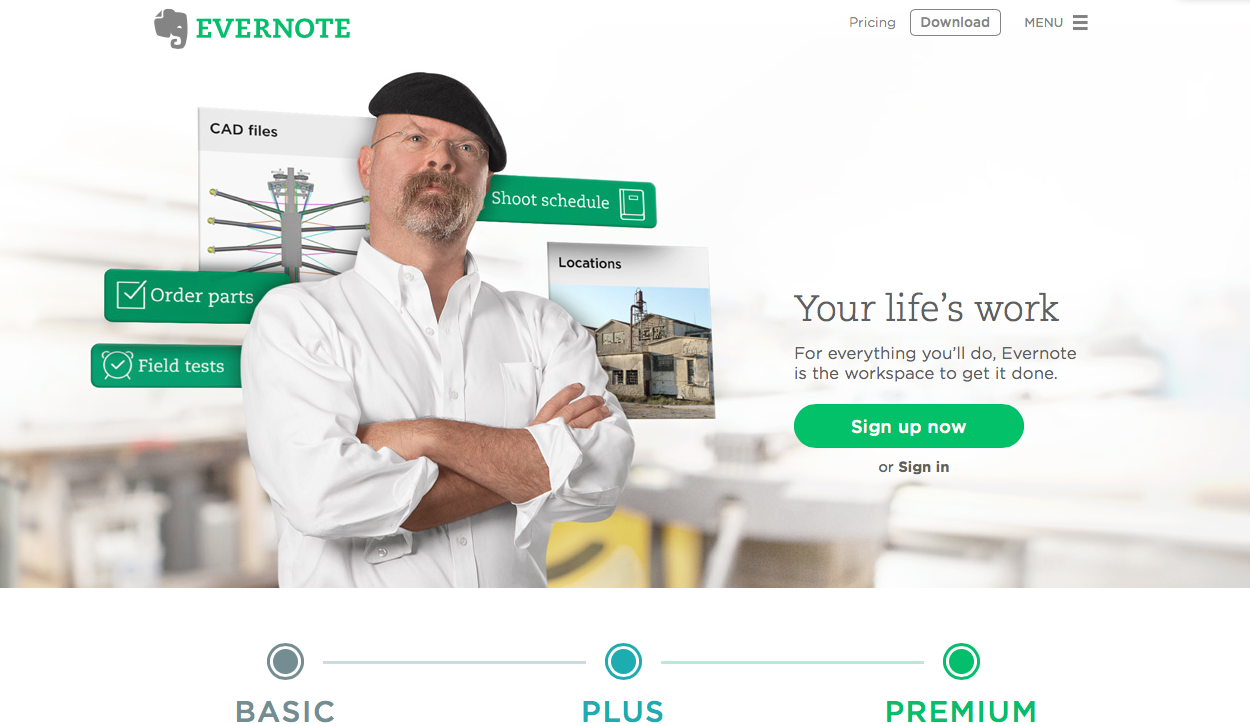 EVERNOTE
Pricing
Download
MENU
CAD files
Shoot schedule
Locations
Order parts
Field tests
Your life’s work
For everything you’ll do, Evernote
is the workspace to get it done.
Sign up now
or Sign in
BASIC
PLUS
PREMIUM